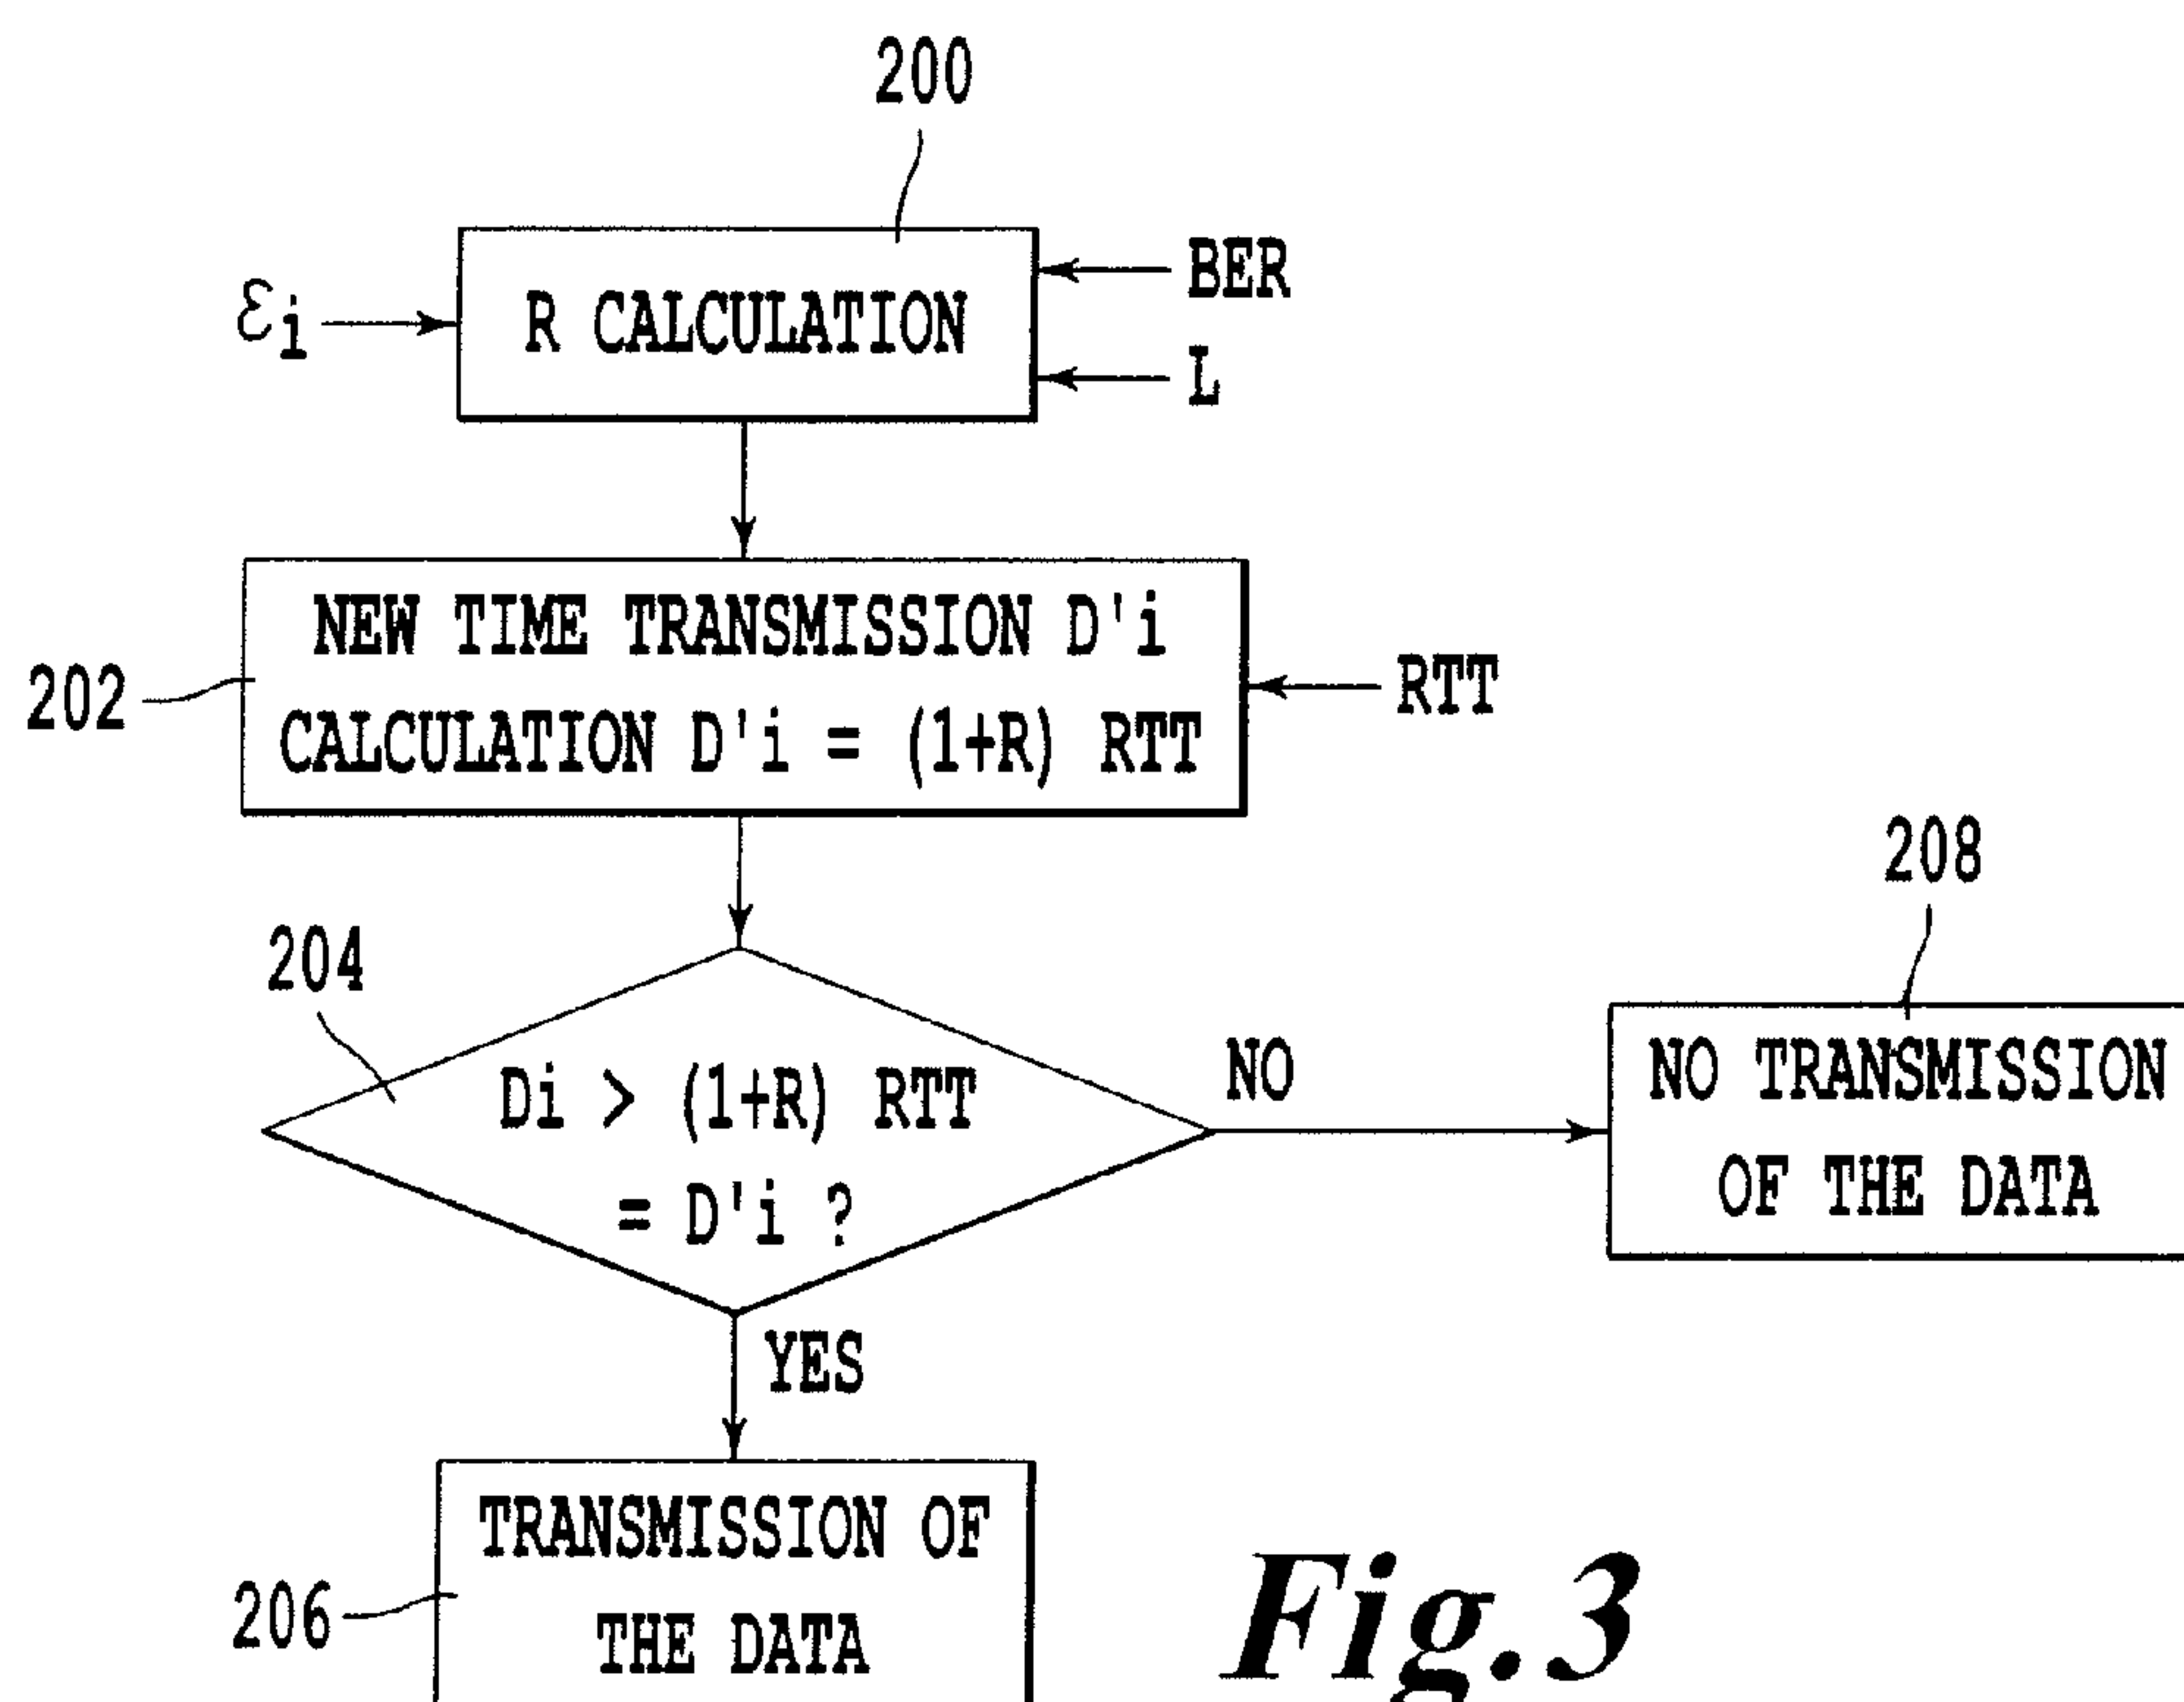 200
εi
R CALCULATION
BER
L
NEW TIME TRANSMISSION D'i
CALCULATION D'i = (1+R) RTT
202
RTT
208
204
Di > (1+R) RTT
= D'i ?
NO
NO TRANSMISSION
OF THE DATA
YES
TRANSMISSION OF
THE DATA
206
Fig.3